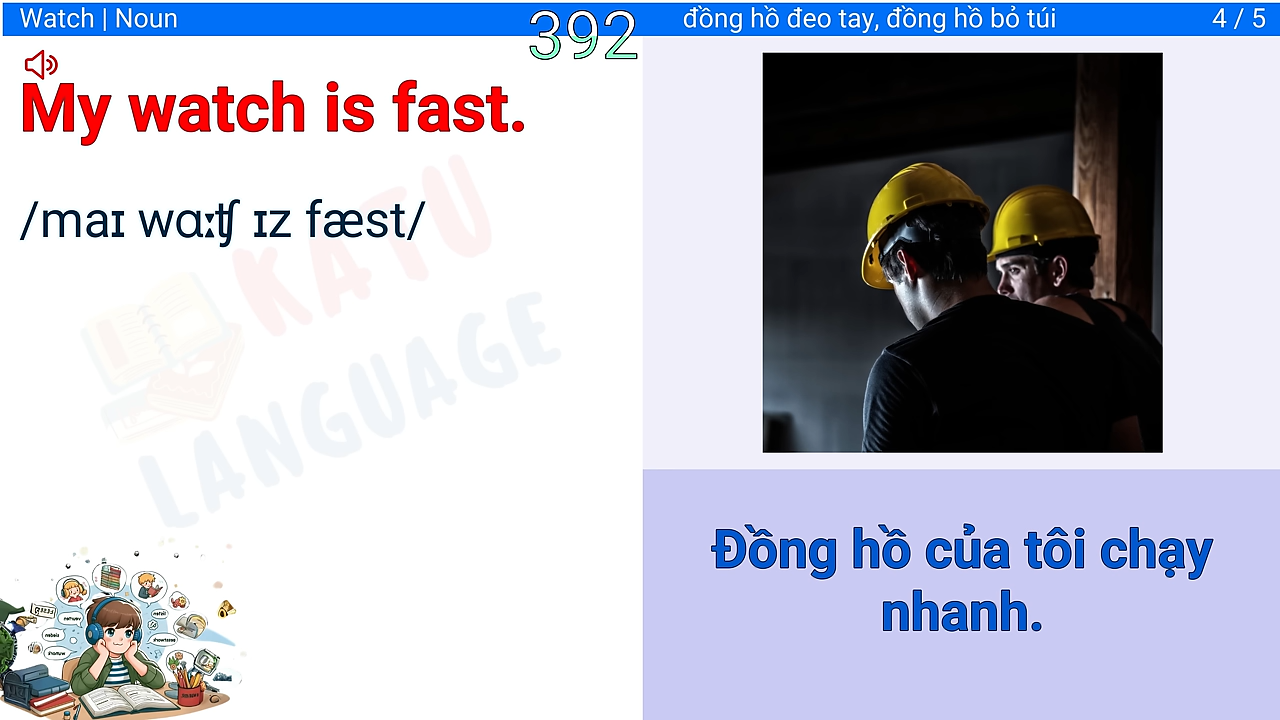 Watch | Noun
392
đồng hồ đeo tay, đồng hồ bỏ túi
4 / 5
My watch is fast.
/maɪ wɑːʧ ɪz fæst/
KATU
LANGUAGE
Đồng hồ của tôi chạy
nhanh.